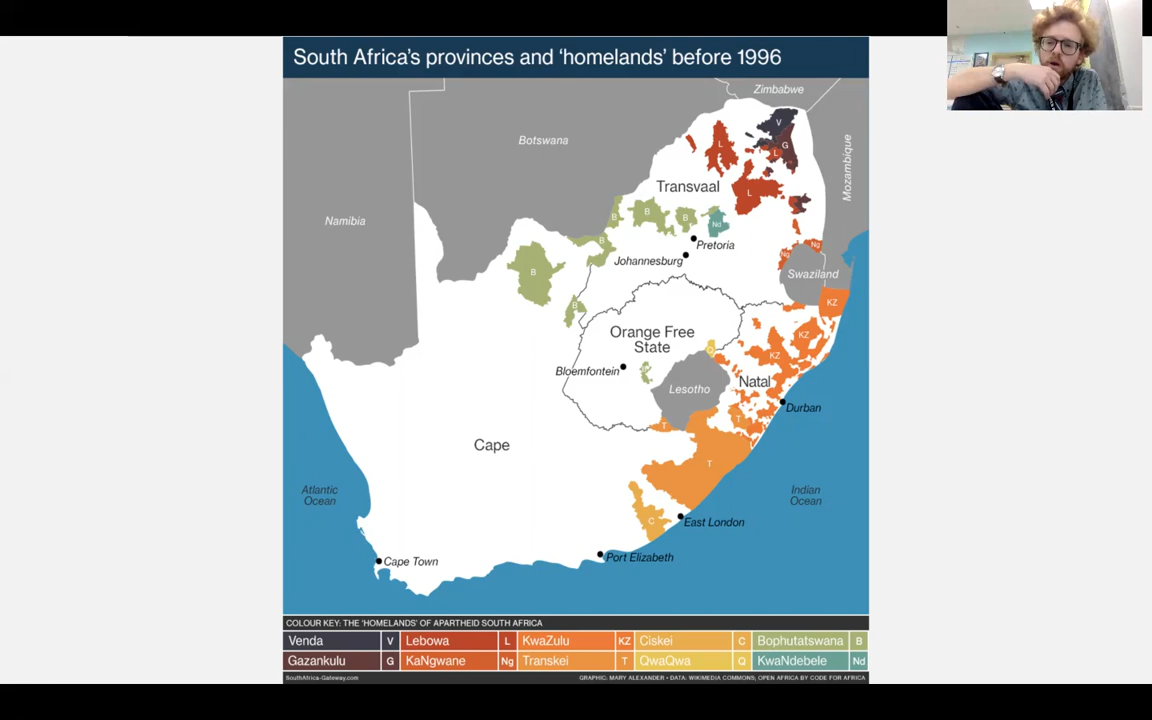 South Africa's provinces and 'homelands' before 1996
Zimbabwe
V
Botswana
L
G
L
Mozambique
Transvaal
L
Namibia
B
B
B
Nd
B
Pretoria
Ng
Johannesburg
Ng
B
Swaziland
B
KZ
Orange Free
State
KZ
Q
KZ
Bloemfontein
Natal
Lesotho
Durban
T
T
Cape
T
Atlantic
Ocean
Indian
Ocean
C
East London
Port Elizabeth
Cape Town
COLOUR KEY: THE 'HOMELANDS' OF APARTHEID SOUTH AFRICA
Venda V Lebowa L KwaZulu KZ Ciskei C Bophutatswana B
Gazankulu G KaNgwane Ng Transkei T QwaQwa Q KwaNdebele Nd
SouthAfrica-Gateway.com GRAPHIC: MARY ALEXANDER • DATA: WIKIMEDIA COMMONS; OPEN AFRICA BY CODE FOR AFRICA